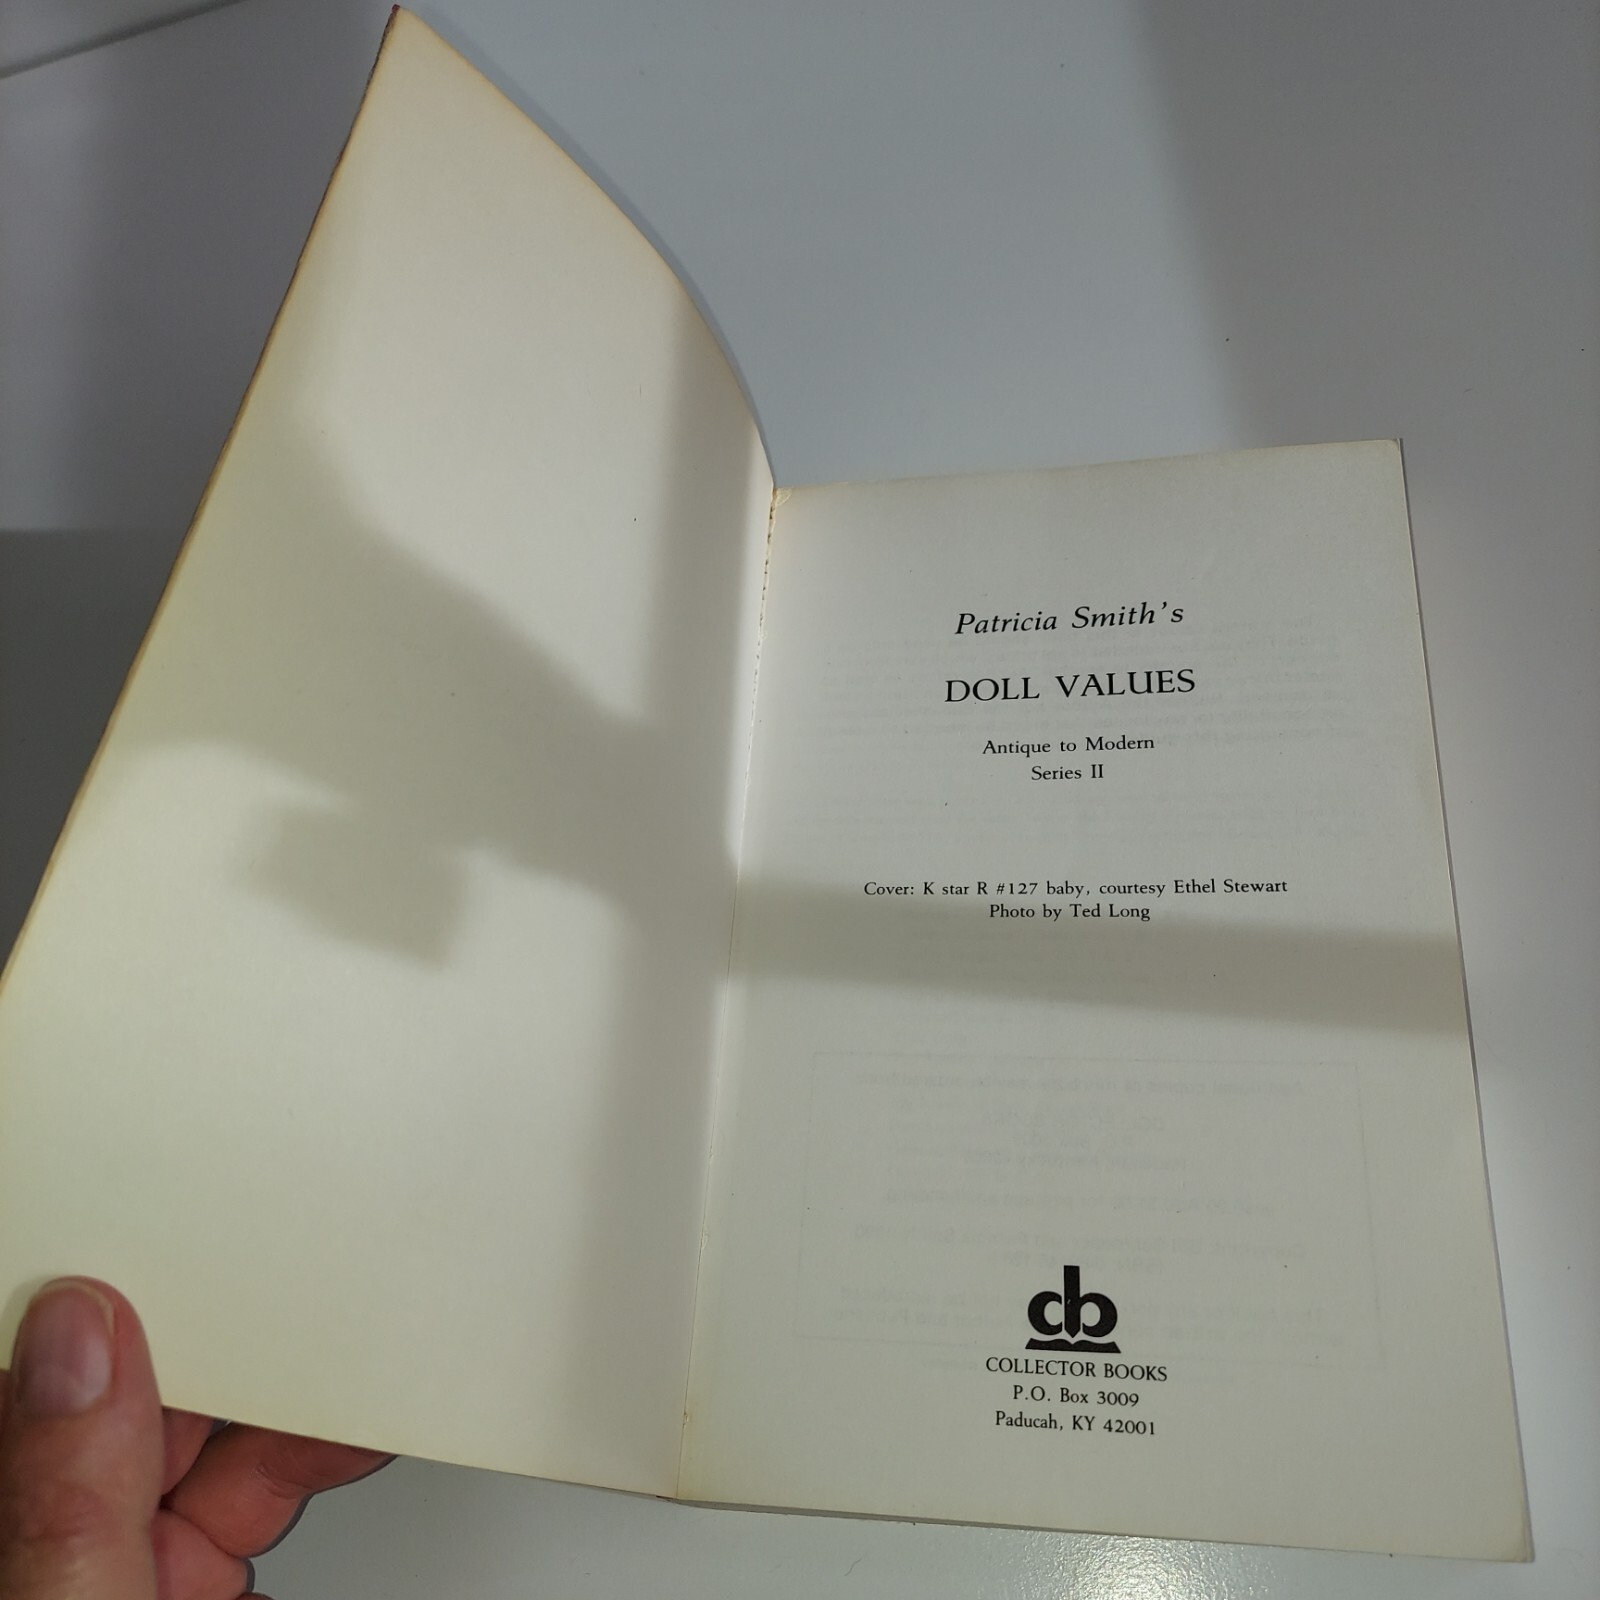 Patricia Smith's
DOLL VALUES
Antique to Modern
Series II
Cover: K star R #127 baby, courtesy Ethel Stewart
Photo by Ted Long
cb
COLLECTOR BOOKS
P.O. Box 3009
Paducah, KY 42001